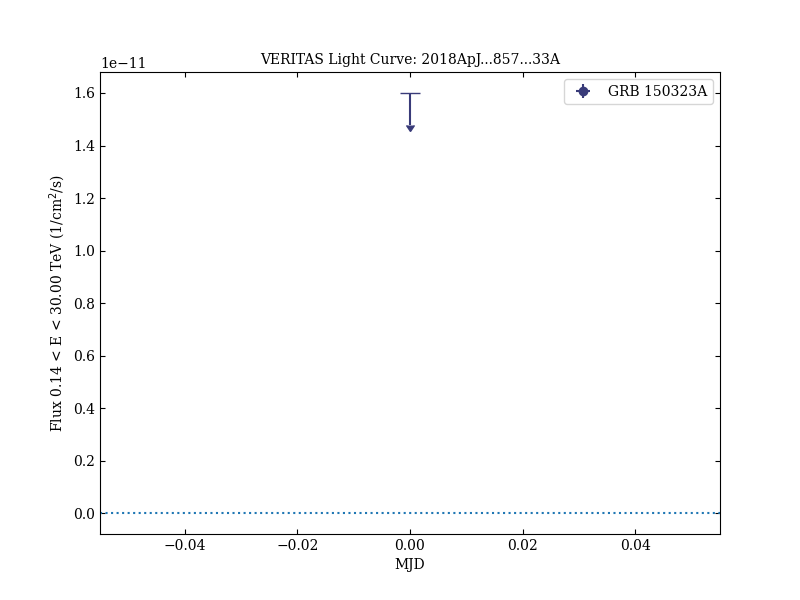 VERITAS Light Curve: 2018ApJ...857...33A
1e−11
GRB 150323A
1.6
1.4
1.2
1.0
0.8
0.6
0.4
0.2
0.0
Flux 0.14 < E < 30.00 TeV (1/cm²/s)
−0.04
−0.02
0.00
0.02
0.04
MJD